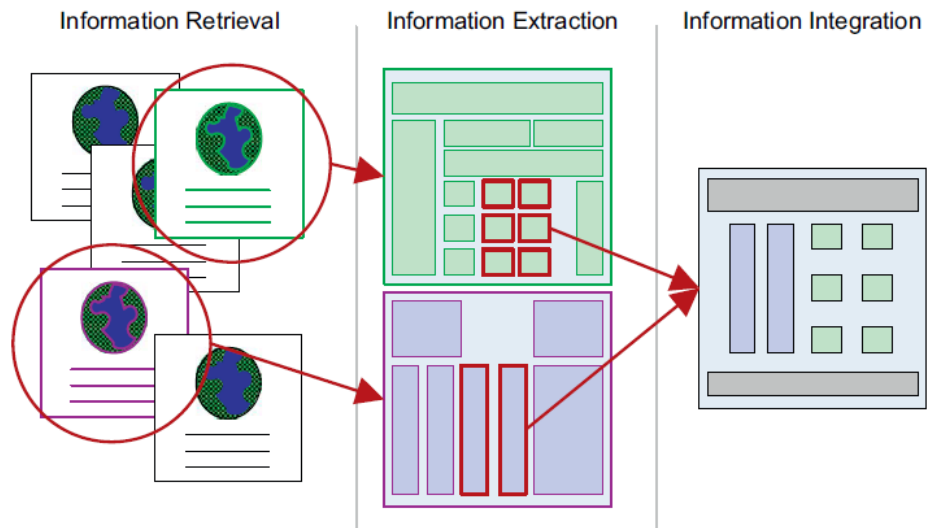 Information Retrieval
Information Extraction
Information Integration